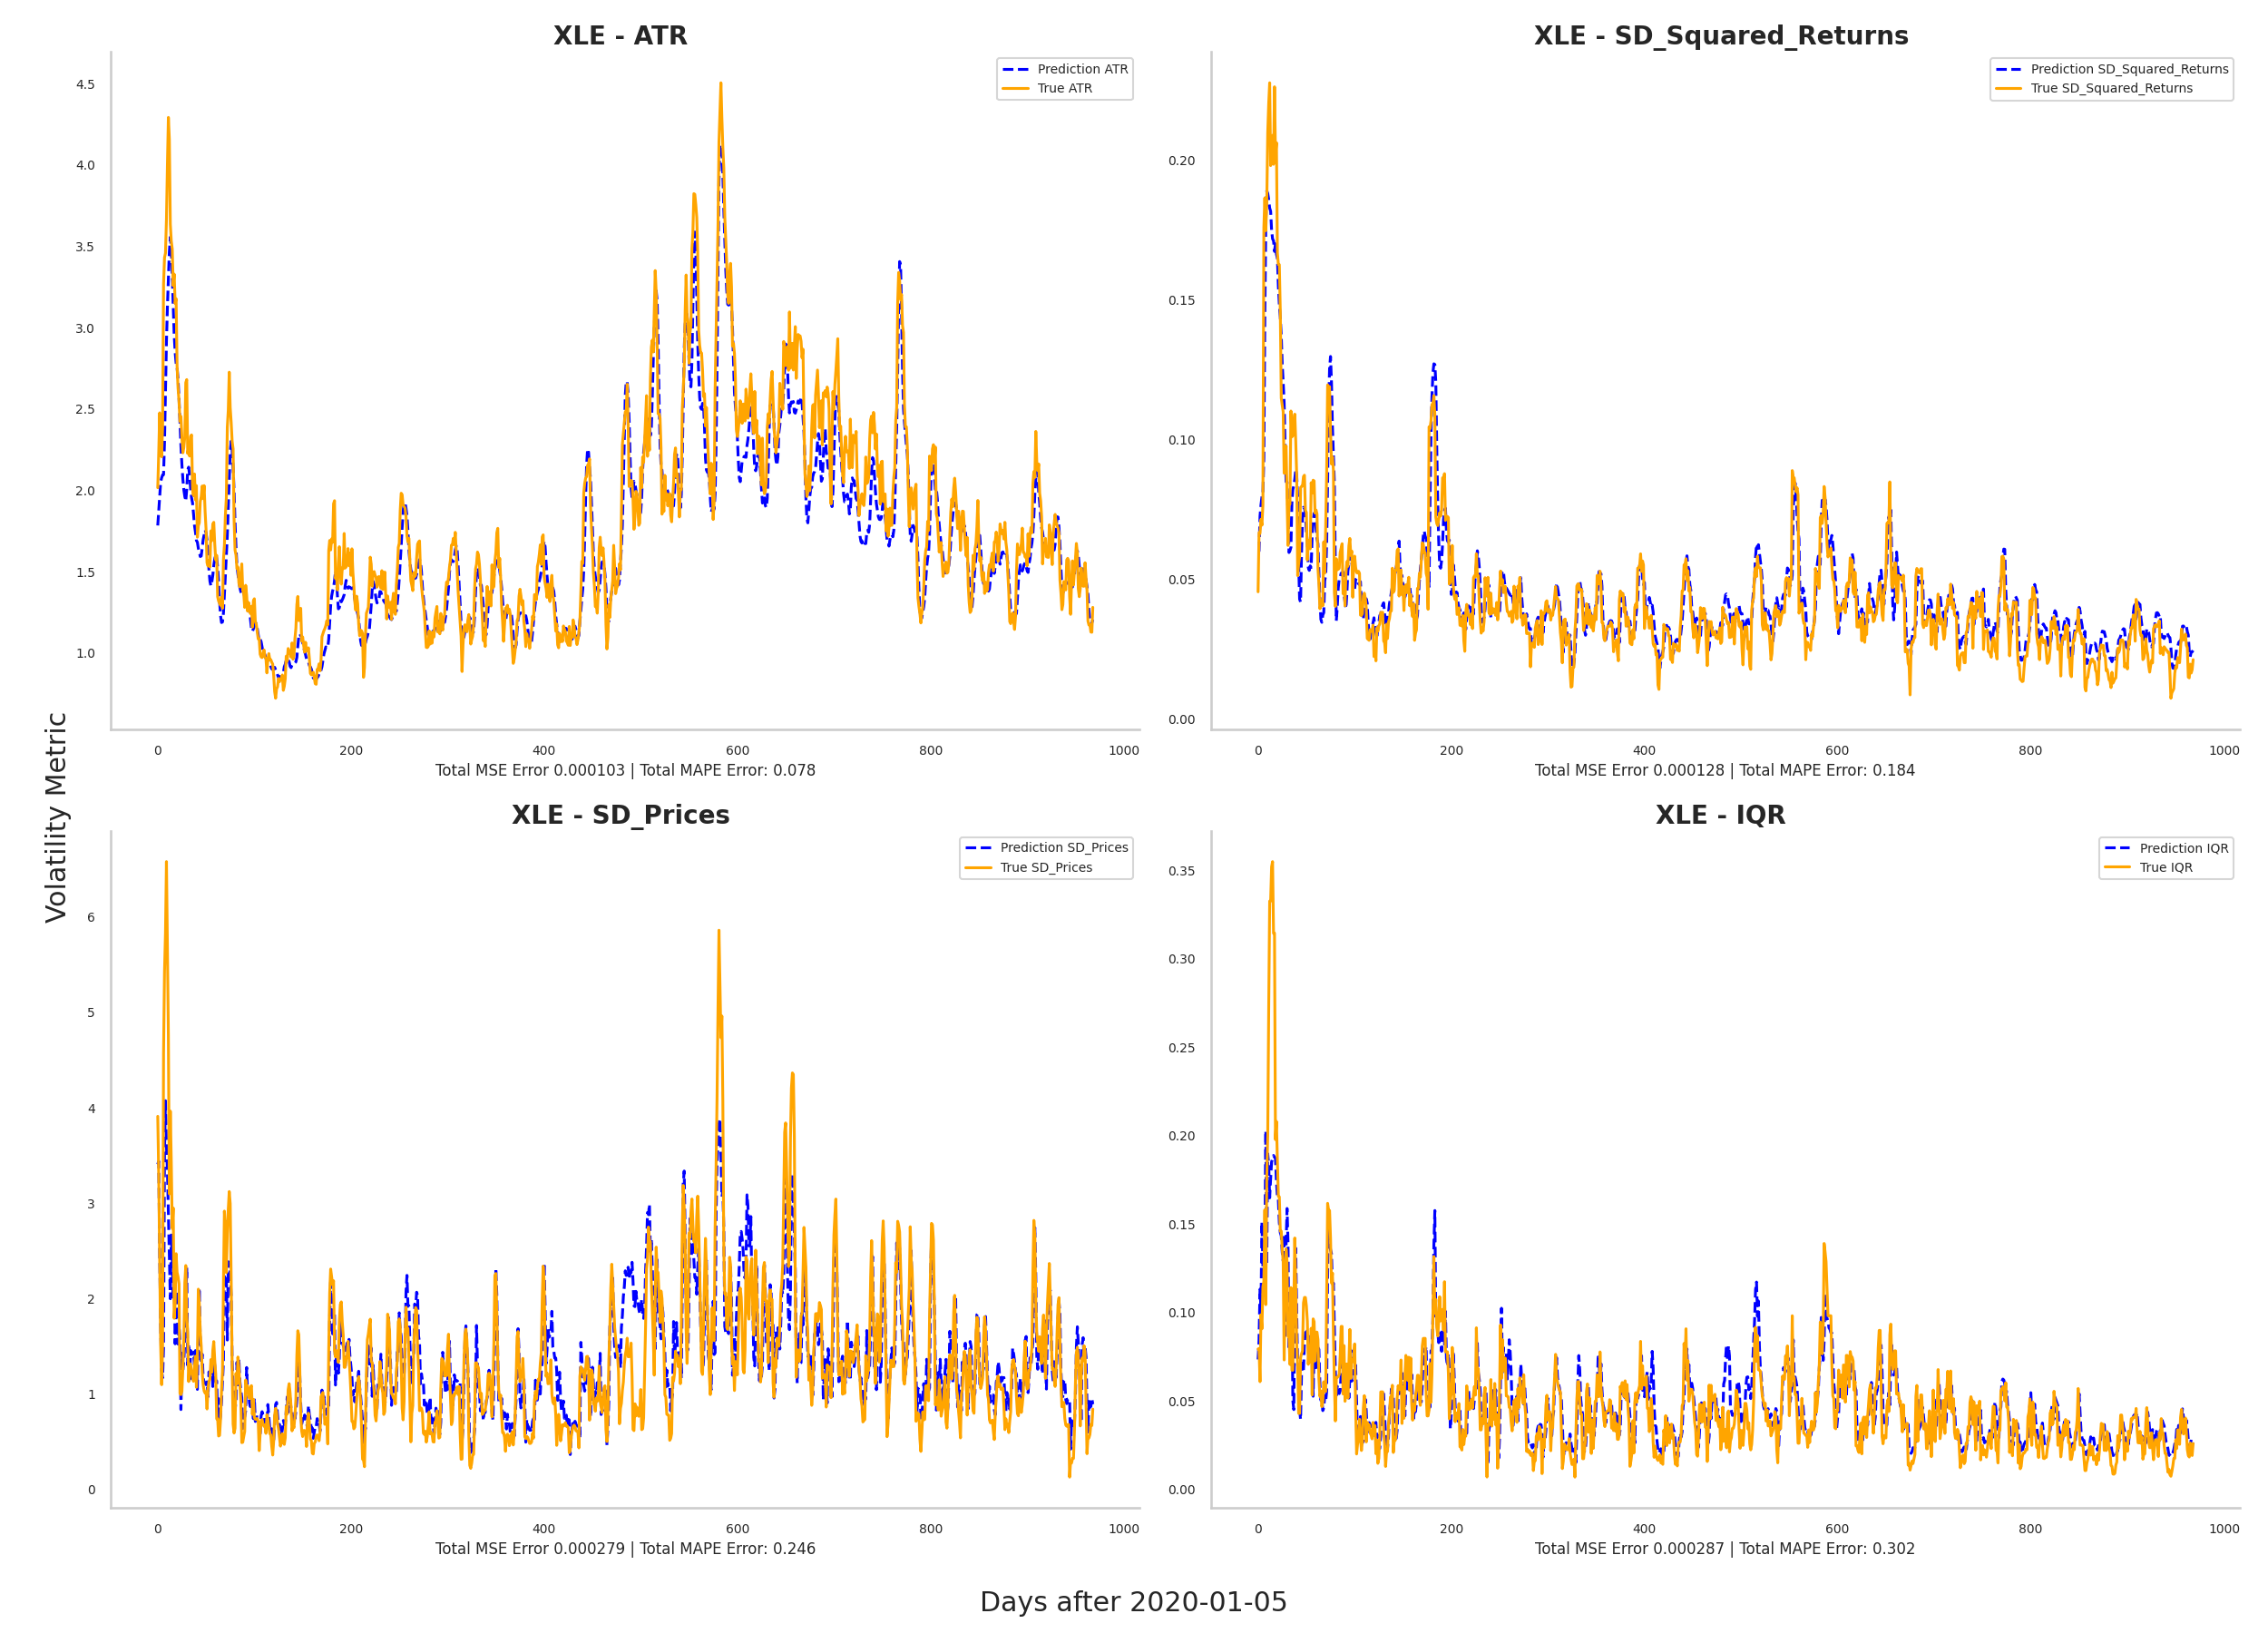 XLE - ATR
Prediction ATR
True ATR
4.5
4.0
3.5
3.0
2.5
2.0
1.5
1.0
0 200 400 600 800 1000
Total MSE Error 0.000103 | Total MAPE Error: 0.078
XLE - SD_Squared_Returns
Prediction SD_Squared_Returns
True SD_Squared_Returns
0.20
0.15
0.10
0.05
0.00
0 200 400 600 800 1000
Total MSE Error 0.000128 | Total MAPE Error: 0.184
Volatility Metric
XLE - SD_Prices
Prediction SD_Prices
True SD_Prices
6
5
4
3
2
1
0
0 200 400 600 800 1000
Total MSE Error 0.000279 | Total MAPE Error: 0.246
XLE - IQR
Prediction IQR
True IQR
0.35
0.30
0.25
0.20
0.15
0.10
0.05
0.00
0 200 400 600 800 1000
Total MSE Error 0.000287 | Total MAPE Error: 0.302
Days after 2020-01-05